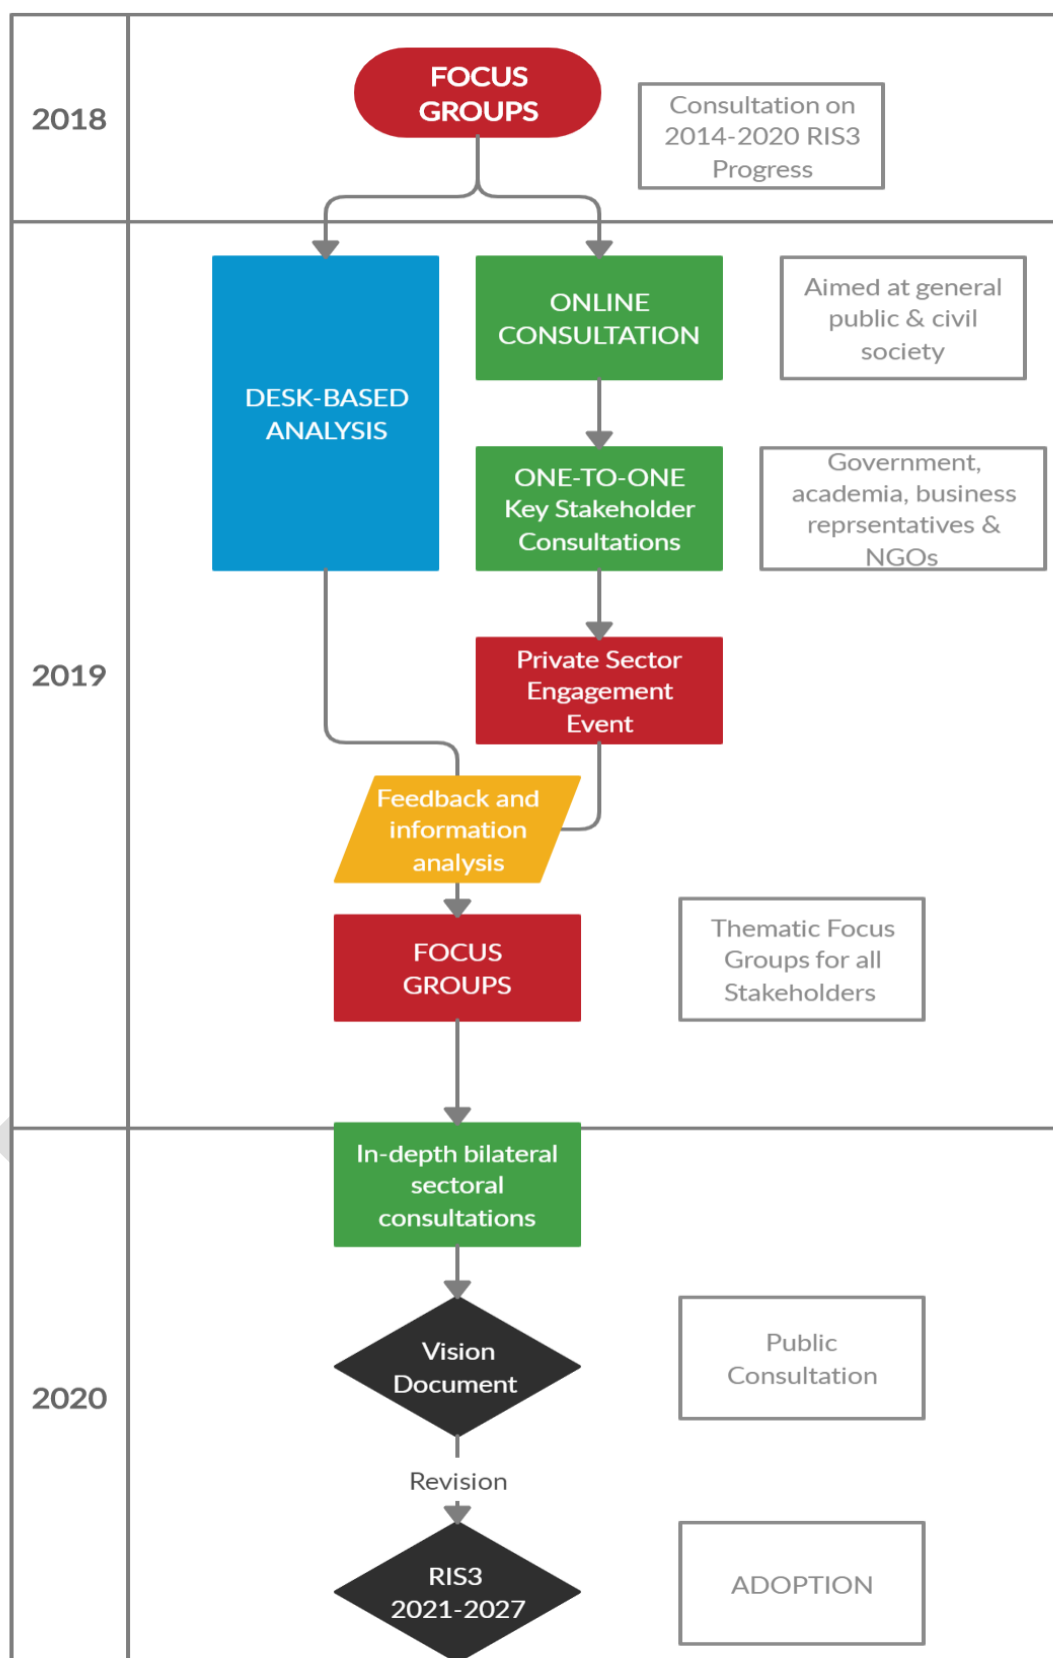 2018
FOCUS
GROUPS
Consultation on
2014-2020 RIS3
Progress
2019
DESK-BASED
ANALYSIS
ONLINE
CONSULTATION
Aimed at general
public & civil
society
ONE-TO-ONE
Key Stakeholder
Consultations
Government,
academia, business
reprsentatives &
NGOs
Private Sector
Engagement
Event
Feedback and
information
analysis
FOCUS
GROUPS
Thematic Focus
Groups for all
Stakeholders
2020
In-depth bilateral
sectoral
consultations
Vision
Document
Public
Consultation
Revision
RIS3
2021-2027
ADOPTION